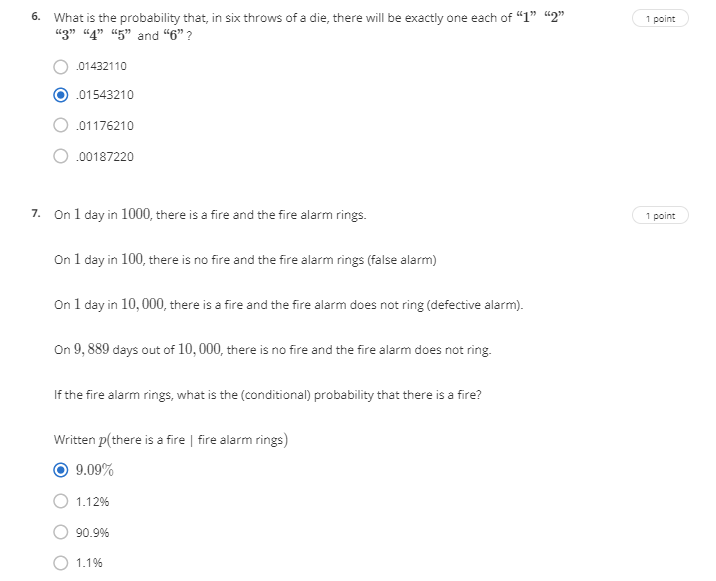 6. What is the probability that, in six throws of a die, there will be exactly one each of “1” “2”
1 point
“3” “4” “5” and “6” ?
.01432110
.01543210
.01176210
.00187220
7. On 1 day in 1000, there is a fire and the fire alarm rings.
1 point
On 1 day in 100, there is no fire and the fire alarm rings (false alarm)
On 1 day in 10, 000, there is a fire and the fire alarm does not ring (defective alarm).
On 9, 889 days out of 10, 000, there is no fire and the fire alarm does not ring.
If the fire alarm rings, what is the (conditional) probability that there is a fire?
Written p(there is a fire | fire alarm rings)
9.09%
1.12%
90.9%
1.1%